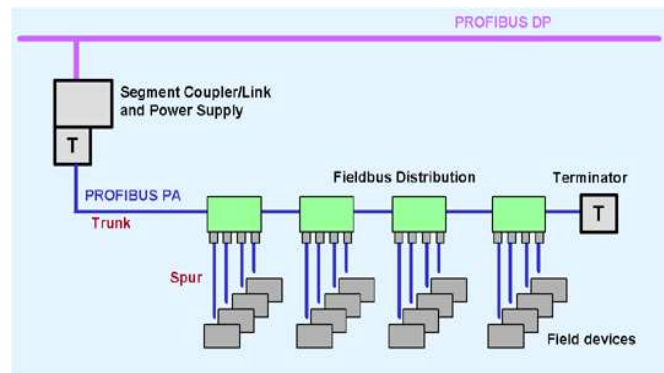 PROFIBUS DP
Segment Coupler/Link
and Power Supply
T
PROFIBUS PA
Trunk
Fieldbus Distribution
Terminator
T
Spur
Field devices